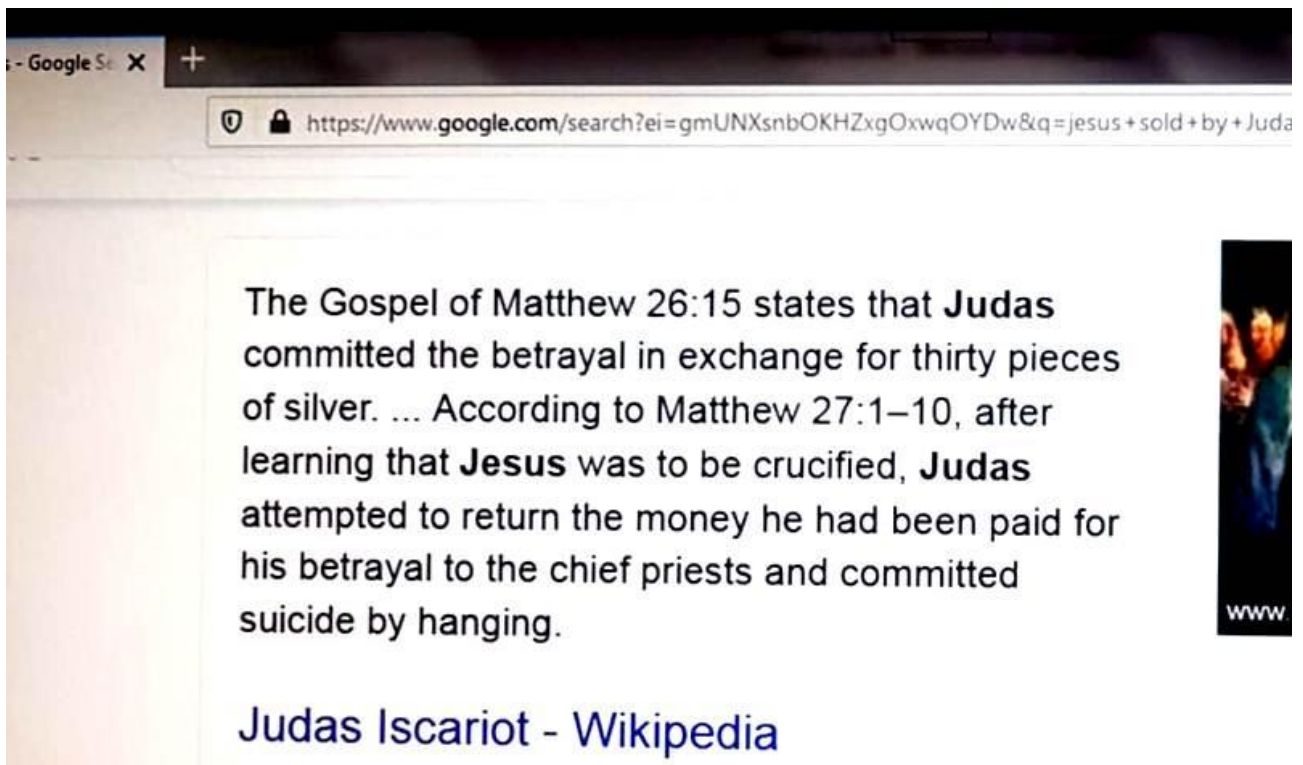 - Google Se
https://www.google.com/search?ei=gmUNXsnbOKHZxgOxwqOYDw&q=jesus+sold+by+Juda
The Gospel of Matthew 26:15 states that Judas
committed the betrayal in exchange for thirty pieces
of silver. ... According to Matthew 27:1–10, after
learning that Jesus was to be crucified, Judas
attempted to return the money he had been paid for
his betrayal to the chief priests and committed
suicide by hanging.
www.
Judas Iscariot - Wikipedia